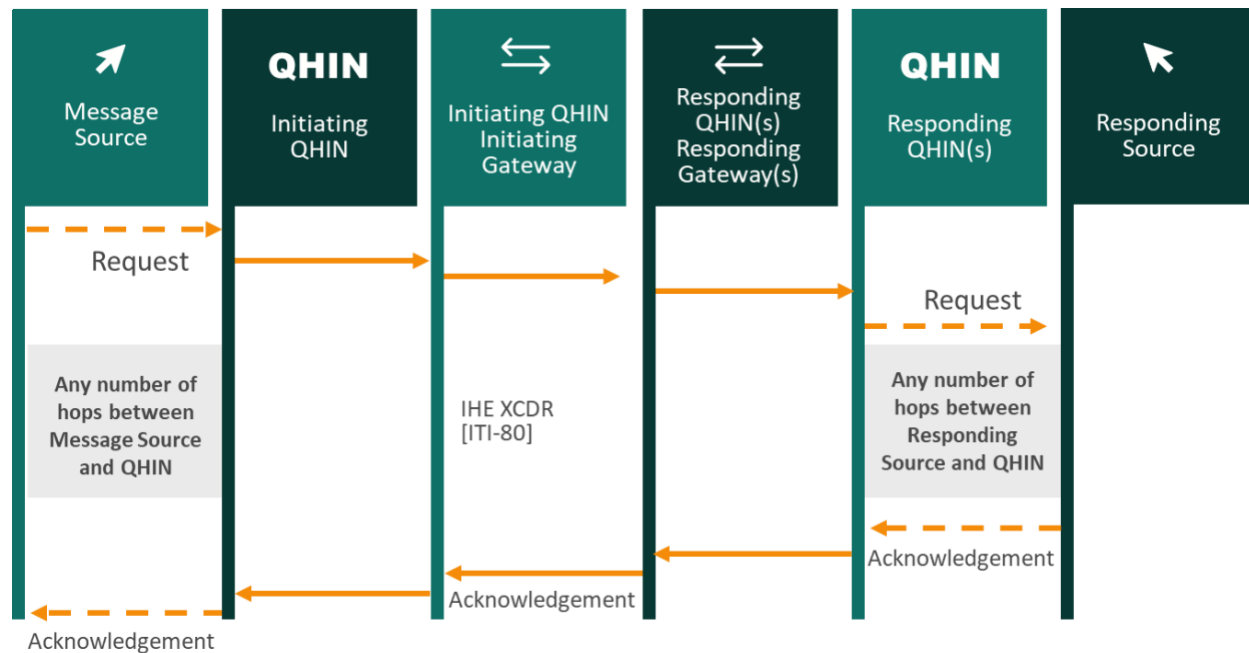 Message
Source
QHIN
Initiating
QHIN
Initiating QHIN
Initiating
Gateway
Responding
QHIN(s)
Responding
Gateway(s)
QHIN
Responding
QHIN(s)
Responding
Source
Request
Request
Any number of
hops between
Message Source
and QHIN
IHE XCDR
[ITI-80]
Any number of
hops between
Responding
Source and QHIN
Acknowledgement
Acknowledgement
Acknowledgement